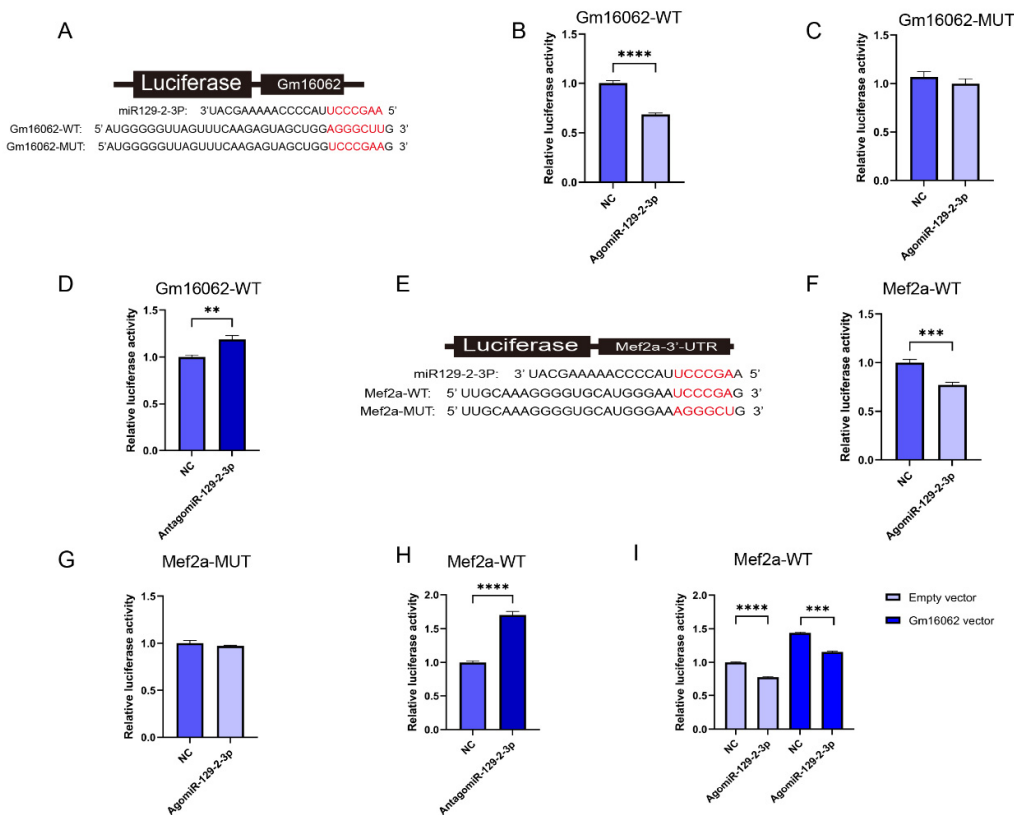 A
Luciferase Gm16062
miR129-2-3P: 3'UACGAAAAACCCCAUUCCCGAA 5'
Gm16062-WT: 5' AUGGGGGUUAGUUUCAAGAGUAGCUGGAGGGCUUG 3'
Gm16062-MUT: 5' AUGGGGGUUAGUUUCAAGAGUAGCUGGUCCCGAAG 3'
B
Gm16062-WT
Relative luciferase activity
1.5
1.0
0.5
0.0
****
NC
AgomiR-129-2-3p
C
Gm16062-MUT
Relative luciferase activity
1.5
1.0
0.5
0.0
NC
AgomiR-129-2-3p
D
Gm16062-WT
Relative luciferase activity
1.5
1.0
0.5
0.0
**
NC
AntagomiR-129-2-3p
E
Luciferase Mef2a-3'-UTR
miR129-2-3P: 3' UACGAAAAACCCCAUUCCCGAA 5'
Mef2a-WT: 5' UUGCAAAGGGGUGCAUGGGAAUCCCGAG 3'
Mef2a-MUT: 5' UUGCAAAGGGGUGCAUGGGAAAGGGCUG 3'
F
Mef2a-WT
Relative luciferase activity
1.5
1.0
0.5
0.0
***
NC
AgomiR-129-2-3p
G
Mef2a-MUT
Relative luciferase activity
1.5
1.0
0.5
0.0
NC
AgomiR-129-2-3p
H
Mef2a-WT
Relative luciferase activity
2.0
1.5
1.0
0.5
0.0
****
NC
AntagomiR-129-2-3p
I
Mef2a-WT
Relative luciferase activity
2.0
1.5
1.0
0.5
0.0
****
***
NC
AgomiR-129-2-3p
NC
AgomiR-129-2-3p
Empty vector
Gm16062 vector